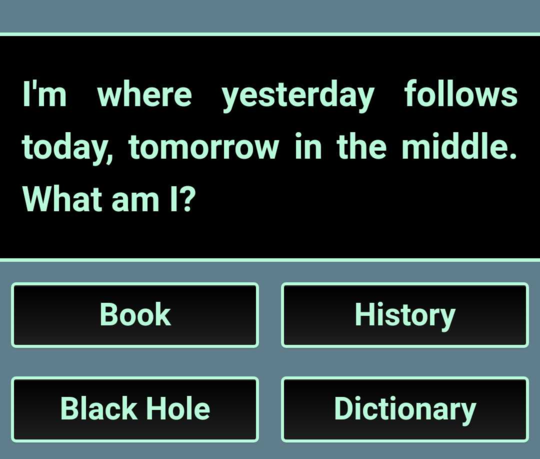 I'm where yesterday follows
today, tomorrow in the middle.
What am I?
Book
History
Black Hole
Dictionary